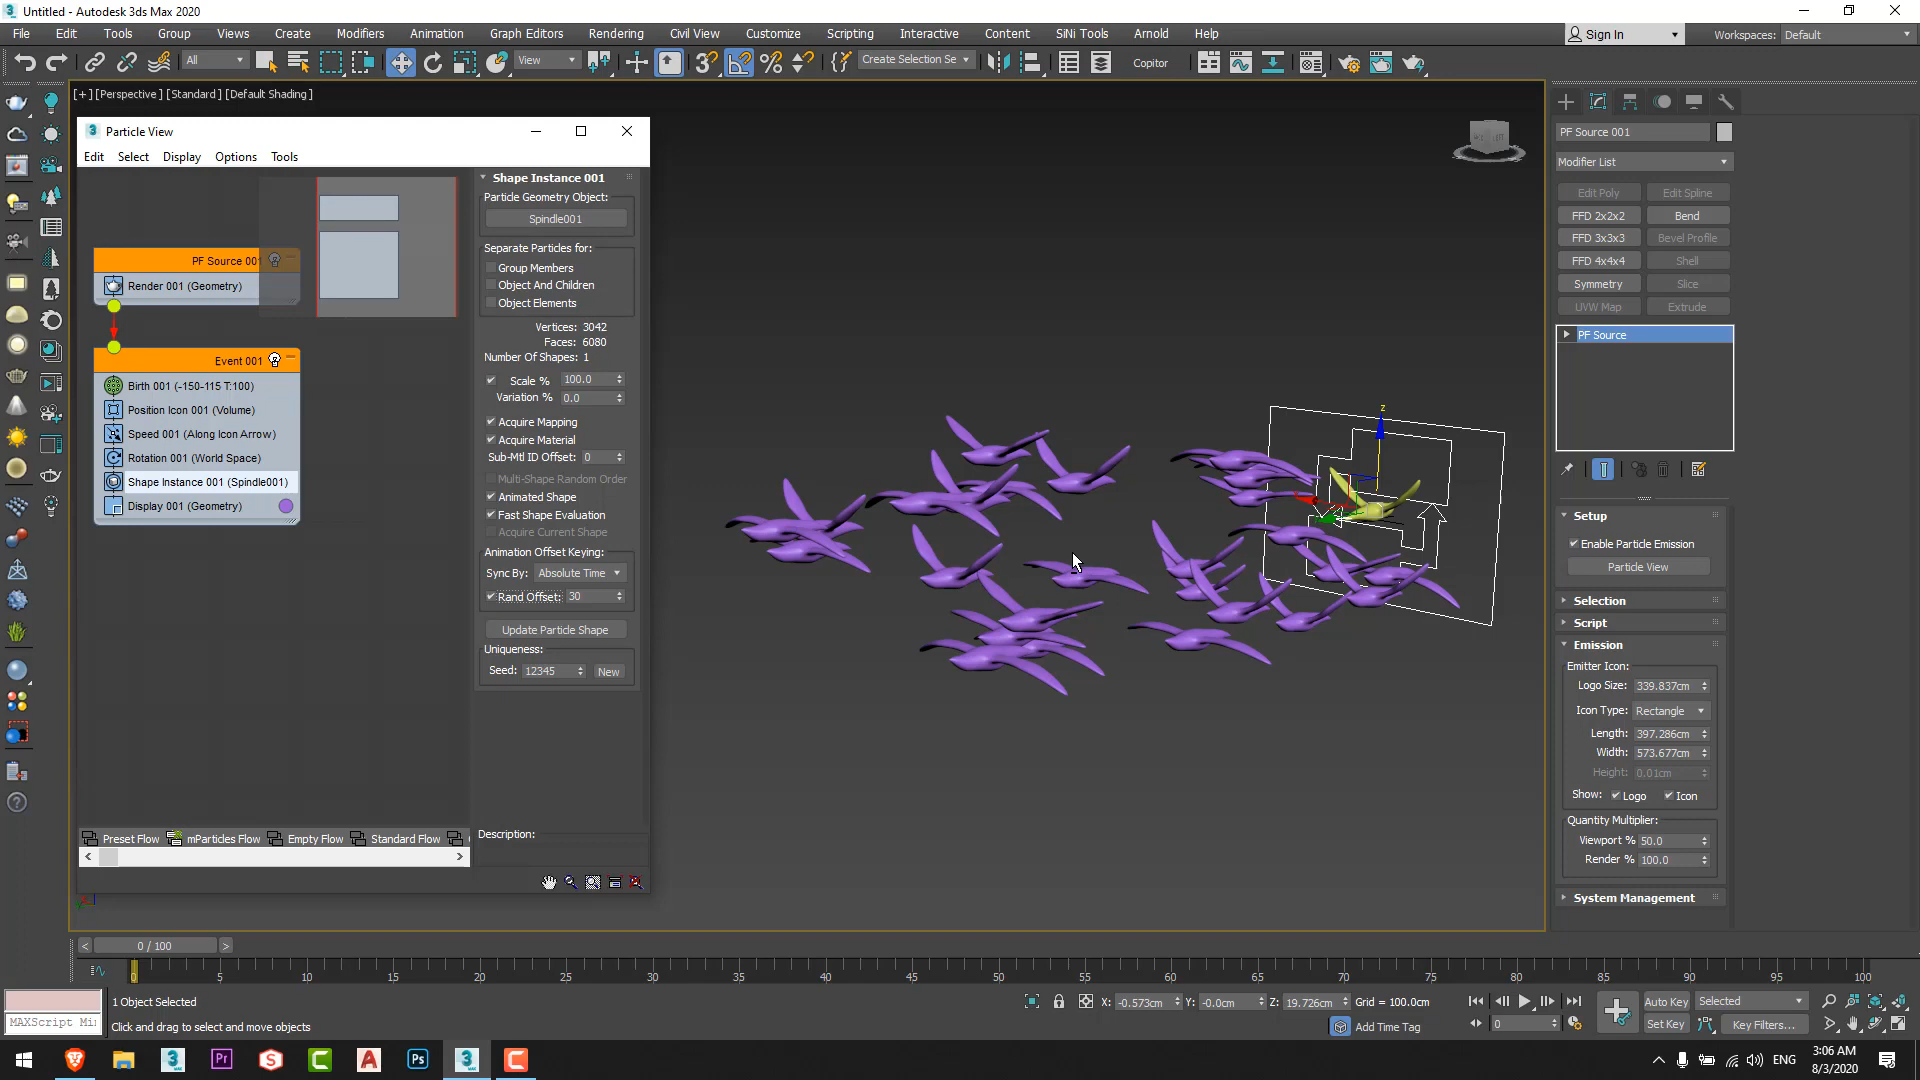 Untitled - Autodesk 3ds Max 2020
File Edit Tools Group Views Create Modifiers Animation Graph Editors Rendering Civil View Customize Scripting Interactive Content SiNi Tools Arnold Help
Sign In Workspaces: Default
All View Create Selection Se Copitor
[+] [Perspective] [Standard] [Default Shading]
Particle View
Edit Select Display Options Tools
PF Source 001
Render 001 (Geometry)
Event 001
Birth 001 (-150-115 T:100)
Position Icon 001 (Volume)
Speed 001 (Along Icon Arrow)
Rotation 001 (World Space)
Shape Instance 001 (Spindle001)
Display 001 (Geometry)
Preset Flow mParticles Flow Empty Flow Standard Flow
Shape Instance 001
Particle Geometry Object:
Spindle001
Separate Particles for:
Group Members
Object And Children
Object Elements
Vertices: 3042
Faces: 6080
Number Of Shapes: 1
Scale % 100.0
Variation % 0.0
Acquire Mapping
Acquire Material
Sub-Mtl ID Offset: 0
Multi-Shape Random Order
Animated Shape
Fast Shape Evaluation
Acquire Current Shape
Animation Offset Keying:
Sync By: Absolute Time
Rand Offset: 30
Update Particle Shape
Uniqueness:
Seed: 12345 New
Description:
z
PF Source 001
Modifier List
Edit Poly Edit Spline
FFD 2x2x2 Bend
FFD 3x3x3 Bevel Profile
FFD 4x4x4 Shell
Symmetry Slice
UVW Map Extrude
PF Source
Setup
Enable Particle Emission
Particle View
Selection
Script
Emission
Emitter Icon:
Logo Size: 339.837cm
Icon Type: Rectangle
Length: 397.286cm
Width: 573.677cm
Height: 0.01cm
Show: Logo Icon
Quantity Multiplier:
Viewport % 50.0
Render % 100.0
System Management
< 0 / 100 >
0 5 10 15 20 25 30 35 40 45 50 55 60 65 70 75 80 85 90 95 100
1 Object Selected X: -0.573cm Y: -0.0cm Z: 19.726cm Grid = 100.0cm Auto Key Selected
MAXScript Mi
Click and drag to select and move objects Add Time Tag 0 Set Key Key Filters...
ENG
3:06 AM
8/3/2020